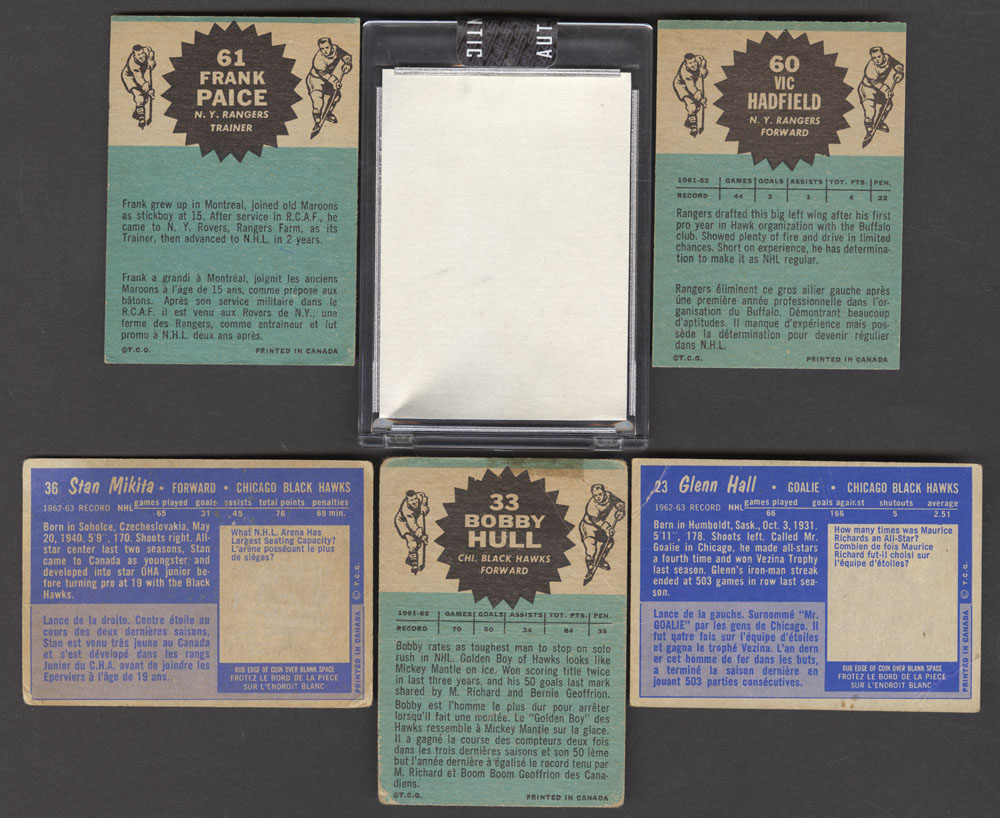 61
FRANK
PAICE
N. Y. RANGERS
TRAINER
Frank grew up in Montreal, joined old Maroons
as stickboy at 15. After service in R.C.A.F., he
came to N. Y. Rovers, Rangers Farm, as its
Trainer, then advanced to N.H.L. in 2 years.
Frank a grandi à Montréal, joignit les anciens
Maroons à l'âge de 15 ans, comme préposé aux
bâtons. Après son service militaire dans le
R.C.A.F. il est venu aux Rovers de N.Y., une
ferme des Rangers, comme entraineur et fut
promu à N.H.L. deux ans après.
©T.C.G. PRINTED IN CANADA
AUT
60
VIC
HADFIELD
N. Y. RANGERS
FORWARD
1961-62 GAMES GOALS ASSISTS TOT. PTS. PEN.
RECORD 44 3 1 4 22
Rangers drafted this big left wing after his first
pro year in Hawk organization with the Buffalo
club. Showed plenty of fire and drive in limited
chances. Short on experience, he has determina-
tion to make it as NHL regular.
Rangers éliminent ce gros ailier gauche après
une première année professionnelle dans l'or-
ganisation du Buffalo. Démontrant beaucoup
d'aptitudes. Il manque d'expérience mais pos-
sède la détermination pour devenir régulier
dans N.H.L.
©T.C.G. PRINTED IN CANADA
36 Stan Mikita • FORWARD • CHICAGO BLACK HAWKS
1962-63 RECORD NHL games played goals assists total points penalties
65 31 45 76 69 min.
Born in Soholce, Czechoslovakia, May
20, 1940. 5'9", 170. Shoots right. All-
star center last two seasons, Stan
came to Canada as youngster and
developed into star OHA junior be-
fore turning pro at 19 with the Black
Hawks.
Lance de la droite. Centre étoile au
cours des deux dernières saisons,
Stan est venu très jeune au Canada
et s'est développé dans les rangs
Junior du C.H.A. avant de joindre les
Eperviers à l'âge de 19 ans.
What N.H.L. Arena Has
Largest Seating Capacity?
L'arène possédant le plus
de sièges?
RUB EDGE OF COIN OVER BLANK SPACE
FROTEZ LE BORD DE LA PIECE
SUR L'ENDROIT BLANC
PRINTED IN CANADA © T.C.G.
33
BOBBY
HULL
CHI. BLACK HAWKS
FORWARD
1961-62 GAMES GOALS ASSISTS TOT. PTS. PEN.
RECORD 70 50 34 84 35
Bobby rates as toughest man to stop on solo
rush in NHL. Golden Boy of Hawks looks like
Mickey Mantle on ice. Won scoring title twice
in last three years, and his 50 goals last mark
shared by M. Richard and Bernie Geoffrion.
Bobby est l'homme le plus dur pour arrêter
lorsqu'il fait une montée. Le "Golden Boy" des
Hawks ressemble à Mickey Mantle sur la glace.
Il a gagné la course des compteurs deux fois
dans les trois dernières saisons et son 50 lème
but l'année dernière à égalisé le record tenu par
M. Richard et Boom Boom Geoffrion des Cana-
diens.
©T.C.G. PRINTED IN CANADA
23 Glenn Hall • GOALIE • CHICAGO BLACK HAWKS
1962-63 RECORD NHL games played goals against shutouts average
66 166 5 2.51
Born in Humboldt, Sask., Oct. 3, 1931.
5'11", 178. Shoots left. Called Mr.
Goalie in Chicago, he made all-stars
a fourth time and won Vezina Trophy
last season. Glenn's iron-man streak
ended at 503 games in row last sea-
son.
Lance de la gauche. Surnommé "Mr.
GOALIE" par les gens de Chicago. Il
fut qatre fois sur l'équipe d'étoiles
et gagna le trophé Vezina. L'an dern
er cet homme de fer dans les buts,
a terminé la saison dernière en
jouant 503 parties consécutives.
How many times was Maurice
Richards an All-Star?
Combien de fois Maurice
Richard fut-il choisi sur
l'équipe d'étoiles?
RUB EDGE OF COIN OVER BLANK SPACE
FROTEZ LE BORD DE LA PIECE
SUR L'ENDROIT BLANC
PRINTED IN CANADA © T.C.G.